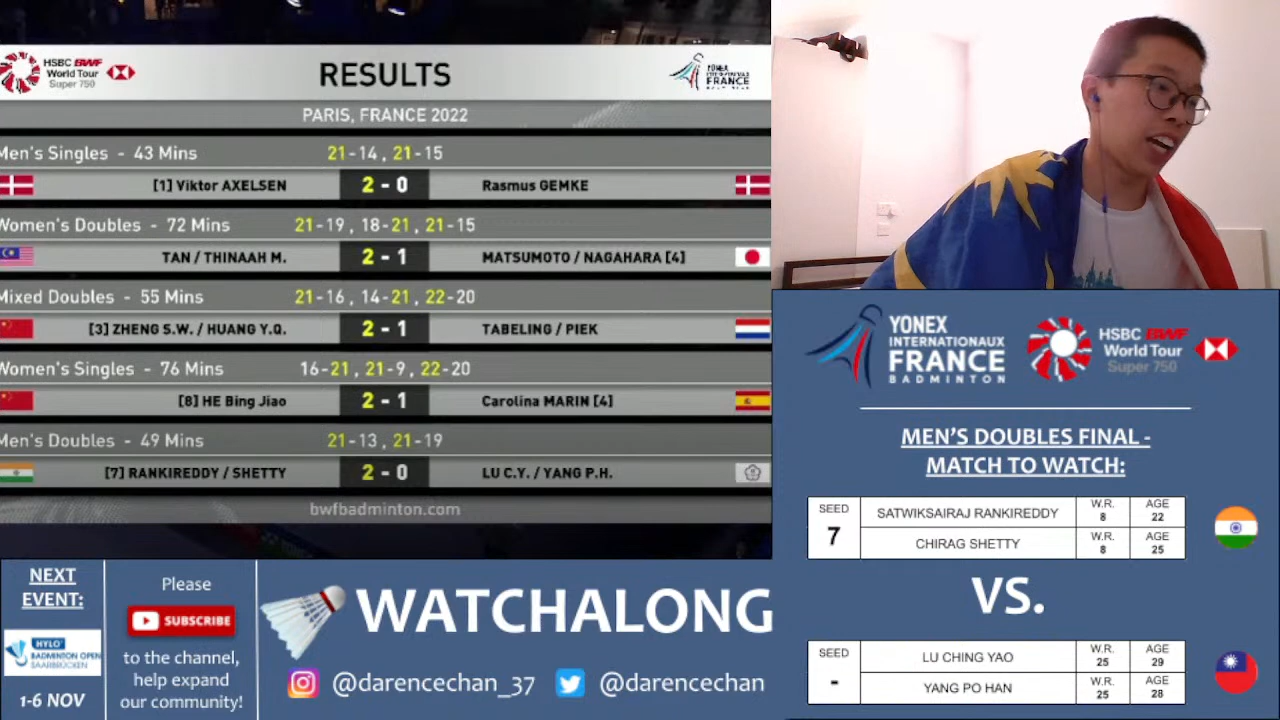 HSBC BWF
World Tour
Super 750
RESULTS
YONEX
FRANCE
PARIS, FRANCE 2022
Men's Singles - 43 Mins 21-14, 21-15
[1] Viktor AXELSEN 2 - 0 Rasmus GEMKE
Women's Doubles - 72 Mins 21-19, 18-21, 21-15
TAN / THINAAH M. 2 - 1 MATSUMOTO / NAGAHARA [4]
Mixed Doubles - 55 Mins 21-16, 14-21, 22-20
[3] ZHENG S.W. / HUANG Y.Q. 2 - 1 TABELING / PIEK
Women's Singles - 76 Mins 16-21, 21-9, 22-20
[8] HE Bing Jiao 2 - 1 Carolina MARIN [4]
Men's Doubles - 49 Mins 21-13, 21-19
[7] RANKIREDDY / SHETTY 2 - 0 LU C.Y. / YANG P.H.
bwfbadminton.com
YONEX
INTERNATIONAUX
FRANCE
BADMINTON
HSBC BWF
World Tour
Super 750
MEN'S DOUBLES FINAL -
MATCH TO WATCH:
SEED W.R. AGE
7 SATWIKSAIRAJ RANKIREDDY 8 22
CHIRAG SHETTY W.R. 8 AGE 25
VS.
SEED W.R. AGE
- LU CHING YAO 25 29
YANG PO HAN W.R. 25 AGE 28
NEXT
EVENT:
HYLO
BADMINTON OPEN
SAARBRÜCKEN
1-6 NOV
Please
SUBSCRIBE
to the channel,
help expand
our community!
WATCHALONG
@darencechan_37 @darencechan